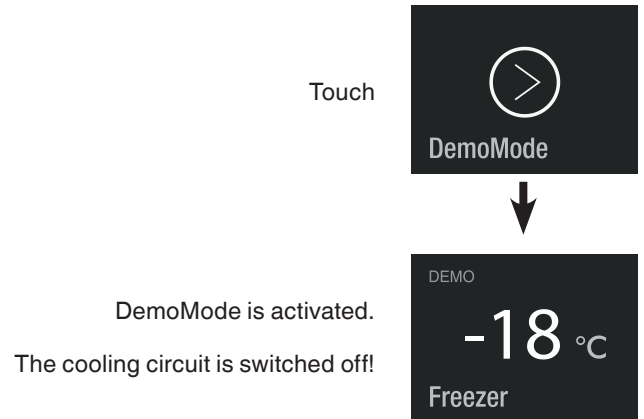 Touch
DemoMode
DEMO
DemoMode is activated.
-18 °C
The cooling circuit is switched off!
Freezer